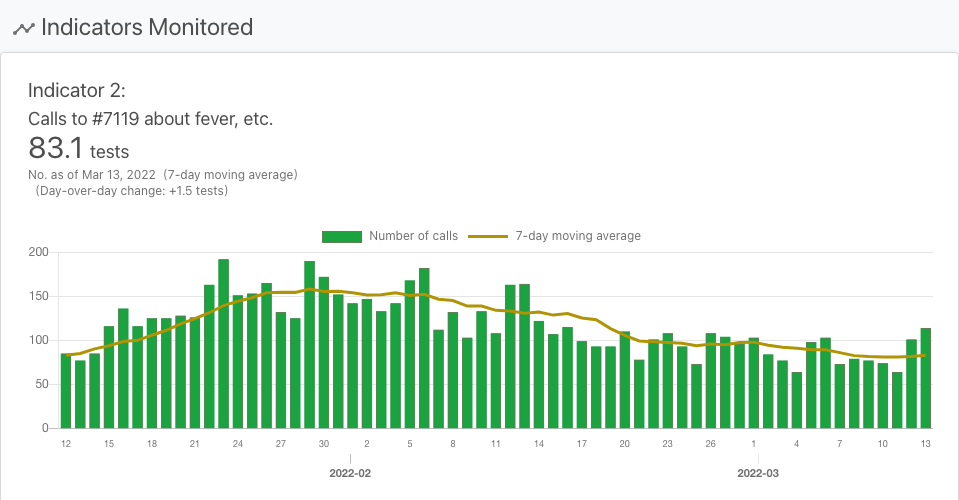 Indicators Monitored
Indicator 2:
Calls to #7119 about fever, etc.
83.1 tests
No. as of Mar 13, 2022 (7-day moving average)
(Day-over-day change: +1.5 tests)
Number of calls 7-day moving average
200
150
100
50
0
12 15 18 21 24 27 30 2 5 8 11 14 17 20 23 26 1 4 7 10 13
2022-02 2022-03